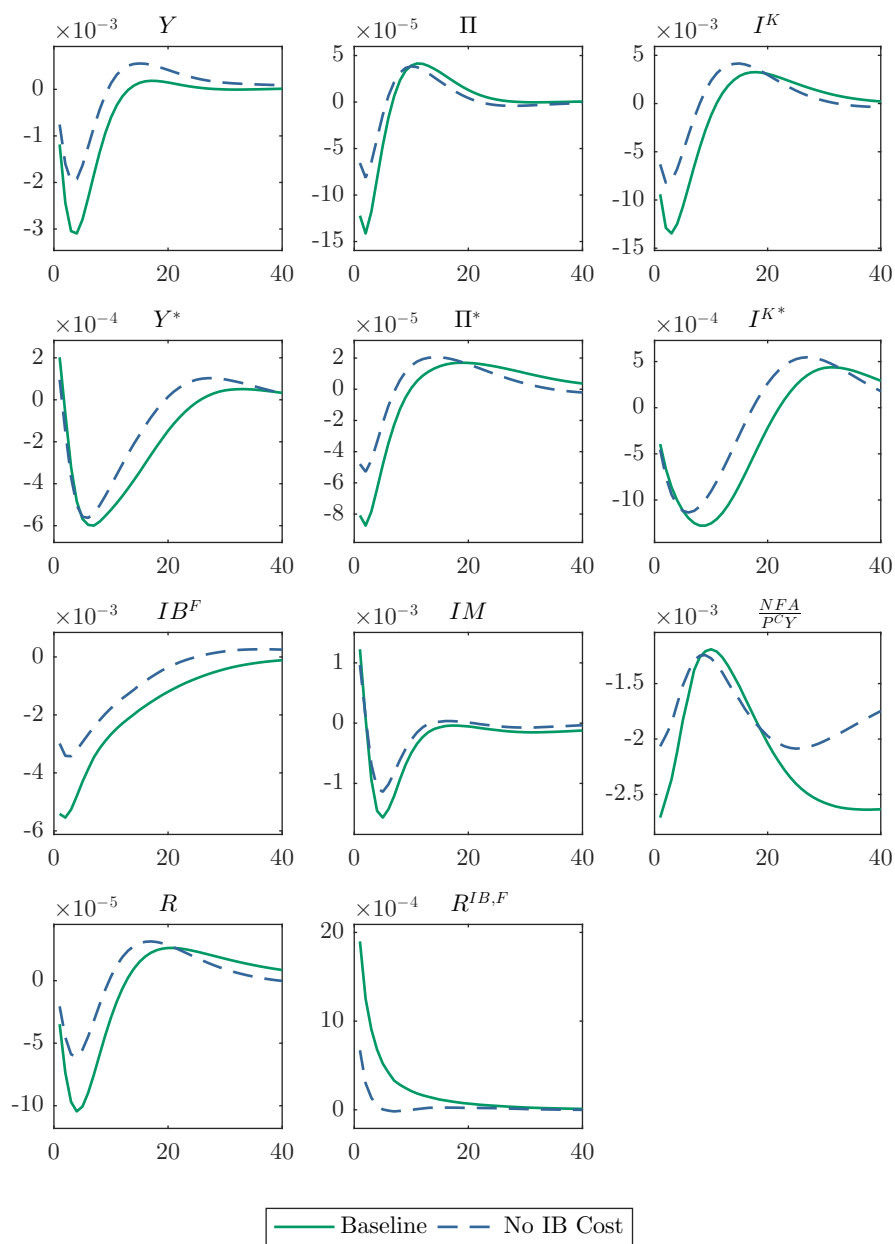 ×10⁻³ Y
0
-1
-2
-3
0 20 40
×10⁻⁵ Π
5
0
-5
-10
-15
0 20 40
×10⁻³ I^K
5
0
-5
-10
-15
0 20 40
×10⁻⁴ Y*
2
0
-2
-4
-6
0 20 40
×10⁻⁵ Π*
2
0
-2
-4
-6
-8
0 20 40
×10⁻⁴ I^{K*}
5
0
-5
-10
0 20 40
×10⁻³ IB^F
0
-2
-4
-6
0 20 40
×10⁻³ IM
1
0
-1
0 20 40
×10⁻³ NFA
P^C Y
-1.5
-2
-2.5
0 20 40
×10⁻⁵ R
0
-5
-10
0 20 40
×10⁻⁴ R^{IB,F}
20
10
0
0 20 40
Baseline No IB Cost